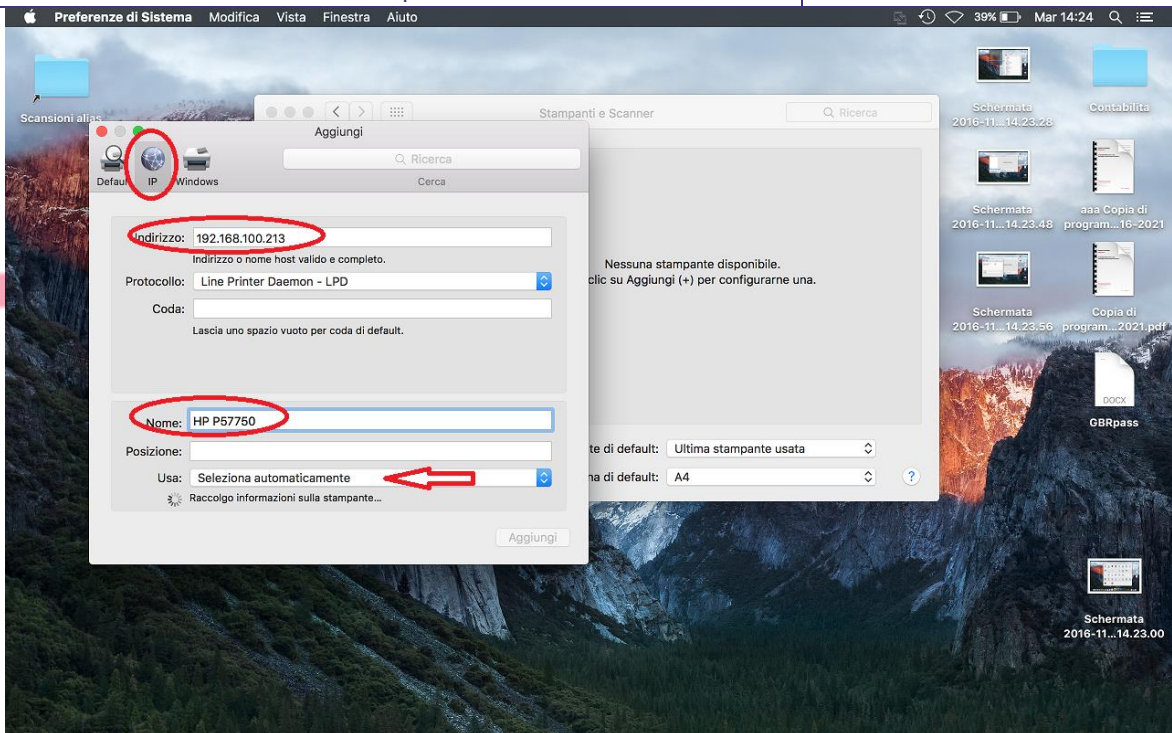 Preferenze di Sistema Modifica Vista Finestra Aiuto 39% Mar 14:24
Scansioni alias
Stampanti e Scanner Ricerca
Aggiungi
Ricerca
Default IP Windows Cerca
Indirizzo: 192.168.100.213
Indirizzo o nome host valido e completo.
Protocollo: Line Printer Daemon - LPD
Coda:
Lascia uno spazio vuoto per coda di default.
Nome: HP P57750
Posizione:
Usa: Seleziona automaticamente
Raccolgo informazioni sulla stampante...
Aggiungi
Nessuna stampante disponibile.
clic su Aggiungi (+) per configurarne una.
te di default: Ultima stampante usata
na di default: A4
?
Schermata
2016-11...14.23.28
Contabilita
Schermata
2016-11...14.23.48
aaa Copia di
program...16-2021
Schermata
2016-11...14.23.56
Copia di
program...2021.pdf
DOCX
GBRpass
Schermata
2016-11...14.23.00